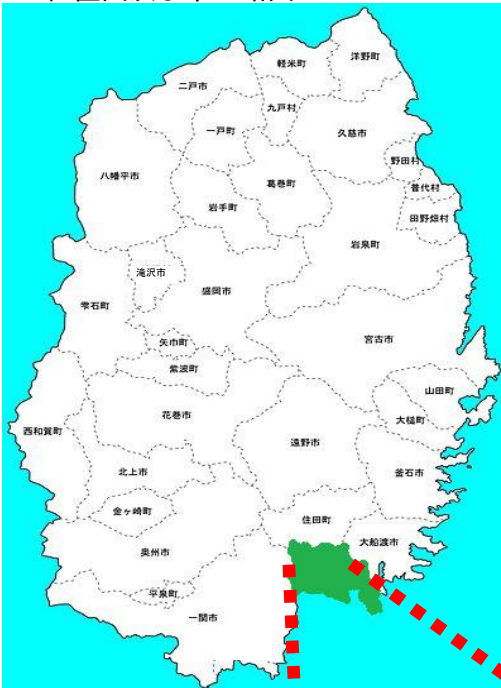 洋野町
軽米町
二戸市
九戸村
一戸町
久慈市
野田村
八幡平市
葛巻町
普代村
岩手町
田野畑村
岩泉町
滝沢市
盛岡市
雫石町
宮古市
矢巾町
紫波町
山田町
花巻市
大槌町
西和賀町
遠野市
北上市
釜石市
金ヶ崎町
住田町
大船渡市
奥州市
平泉町
一関市